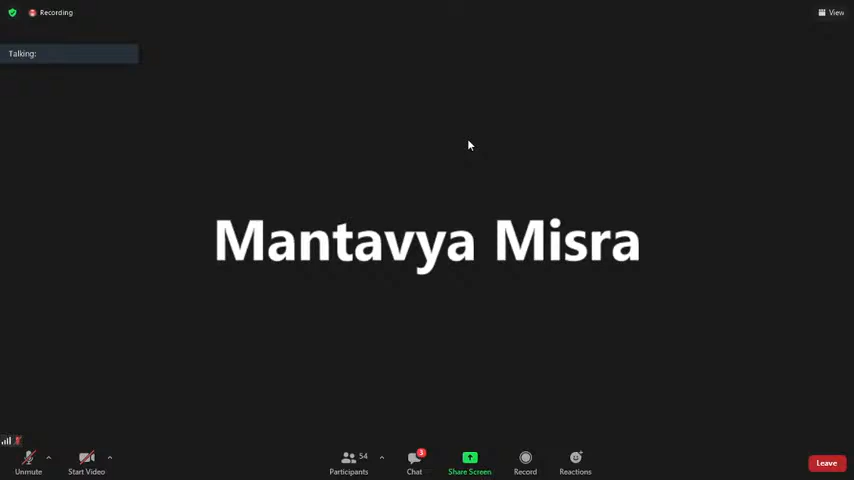 Recording
View
Talking:
Mantavya Misra
54
3
Unmute
Start Video
Participants
Chat
Share Screen
Record
Reactions
Leave